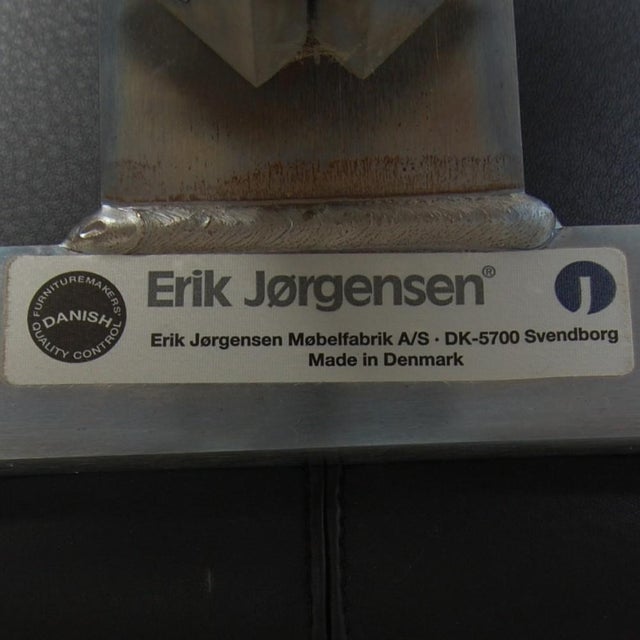 FURNITUREMAKERS'
DANISH
QUALITY CONTROL
Erik Jørgensen®
Erik Jørgensen Møbelfabrik A/S · DK-5700 Svendborg
Made in Denmark